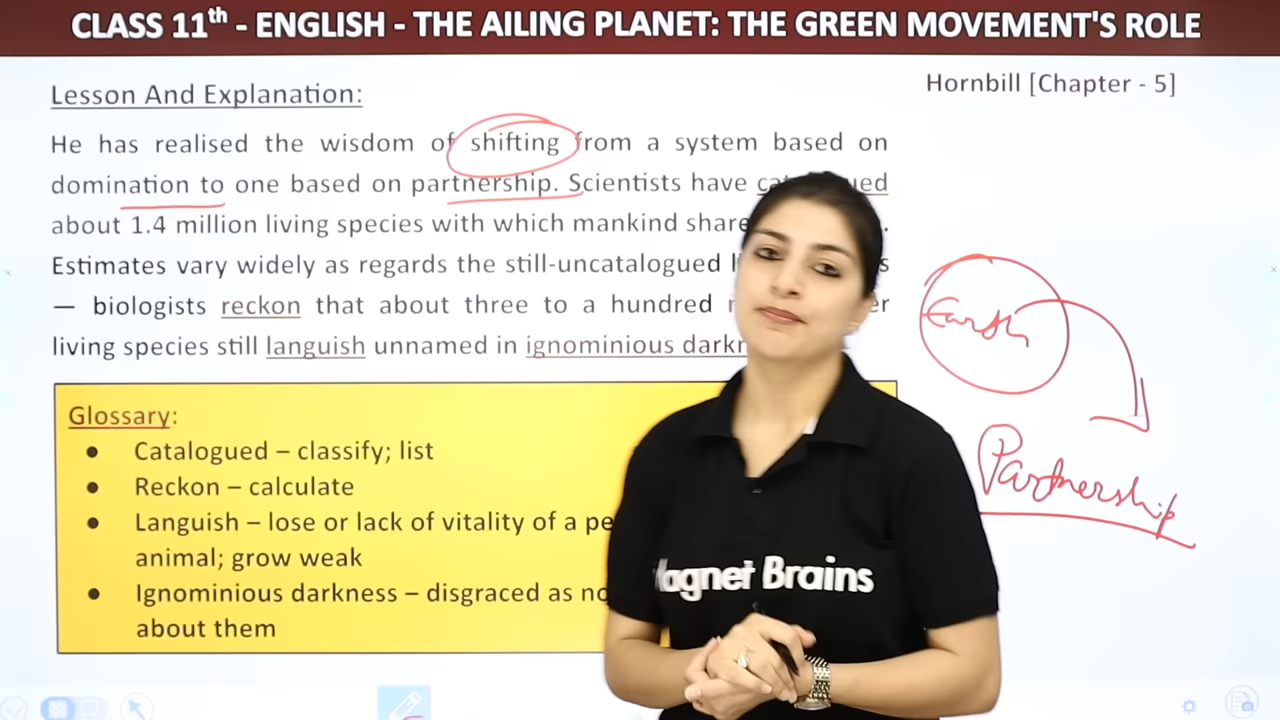 CLASS 11th - ENGLISH - THE AILING PLANET: THE GREEN MOVEMENT'S ROLE
Lesson And Explanation:
Hornbill [Chapter - 5]
He has realised the wisdom of shifting from a system based on
domination to one based on partnership. Scientists have
about 1.4 million living species with which mankind share
Estimates vary widely as regards the still-uncatalogued
— biologists reckon that about three to a hundred
living species still languish unnamed in ignominious
Earth
Partnership
Glossary:
● Catalogued – classify; list
● Reckon – calculate
● Languish – lose or lack of vitality of a
animal; grow weak
● Ignominious darkness – disgraced as
about them
Magnet Brains